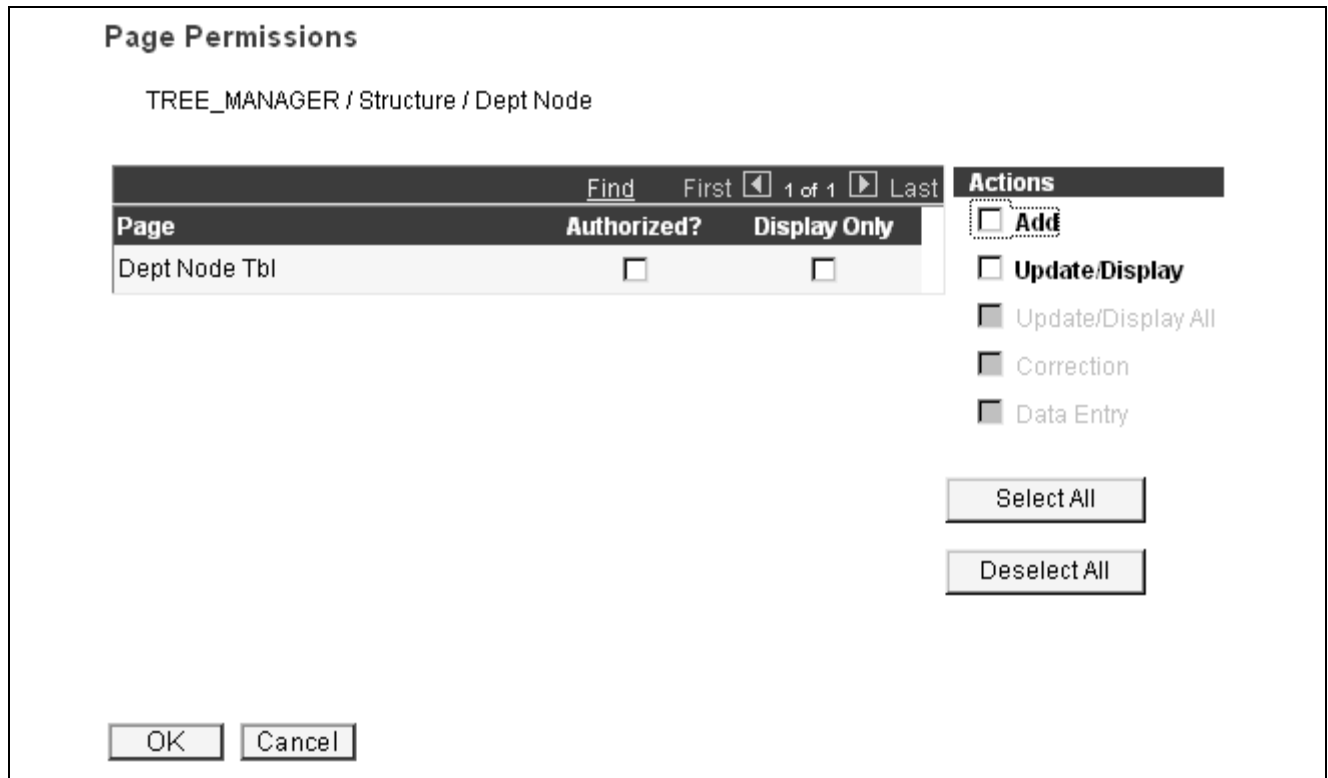 Page Permissions
TREE_MANAGER / Structure / Dept Node
Find First 1 of 1 Last
Page Authorized? Display Only
Dept Node Tbl
Actions
Add
Update/Display
Update/Display All
Correction
Data Entry
Select All
Deselect All
OK Cancel